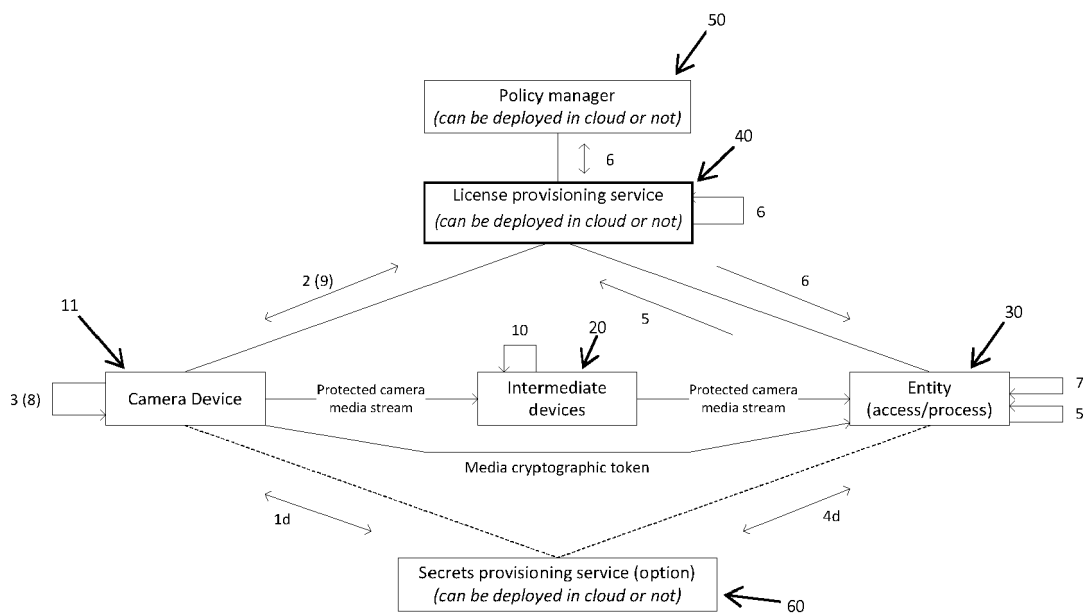 50
Policy manager
(can be deployed in cloud or not)
6
40
License provisioning service
(can be deployed in cloud or not)
6
2 (9)
6
11
5
30
10
20
3 (8)
Camera Device
Protected camera
media stream
Intermediate
devices
Protected camera
media stream
Entity
(access/process)
7
5
Media cryptographic token
1d
4d
Secrets provisioning service (option)
(can be deployed in cloud or not)
60